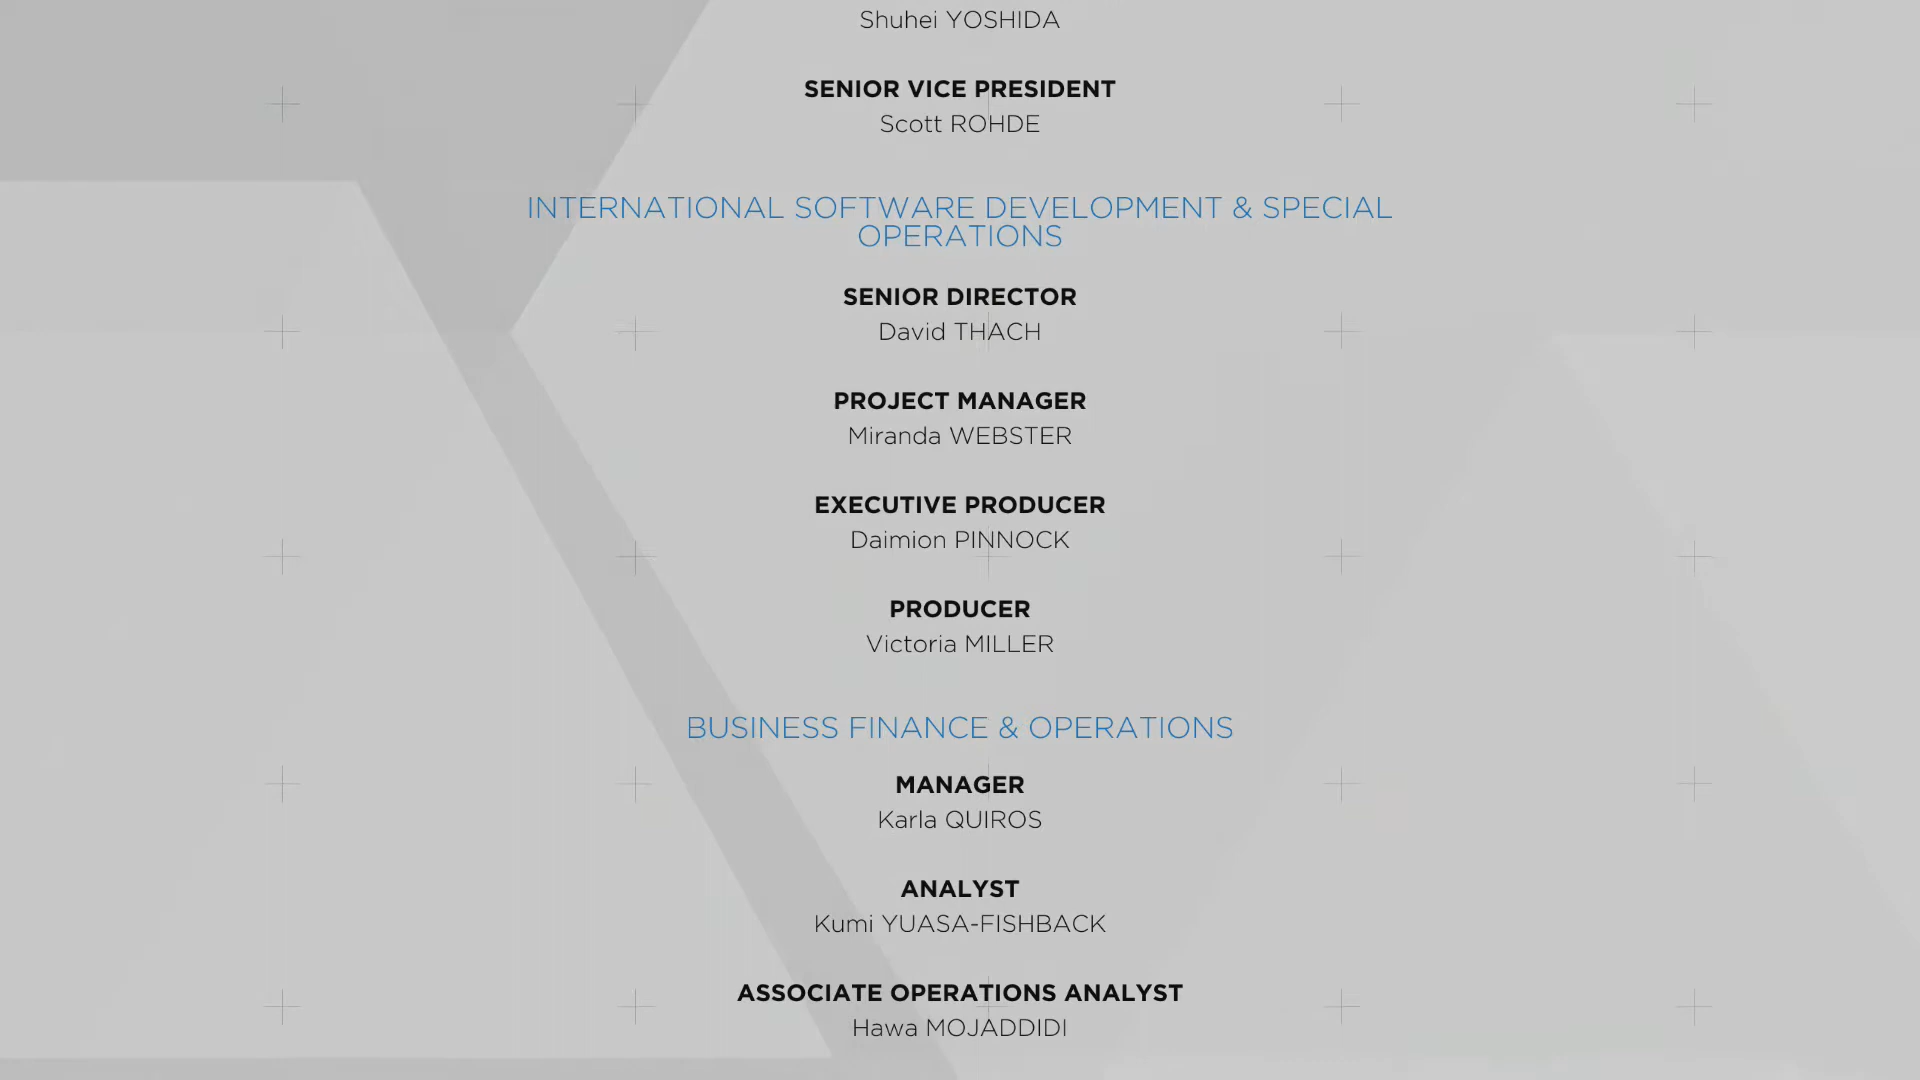 Shuhei YOSHIDA
SENIOR VICE PRESIDENT
Scott ROHDE
INTERNATIONAL SOFTWARE DEVELOPMENT & SPECIAL
OPERATIONS
SENIOR DIRECTOR
David THACH
PROJECT MANAGER
Miranda WEBSTER
EXECUTIVE PRODUCER
Daimion PINNOCK
PRODUCER
Victoria MILLER
BUSINESS FINANCE & OPERATIONS
MANAGER
Karla QUIROS
ANALYST
Kumi YUASA-FISHBACK
ASSOCIATE OPERATIONS ANALYST
Hawa MOJADDIDI